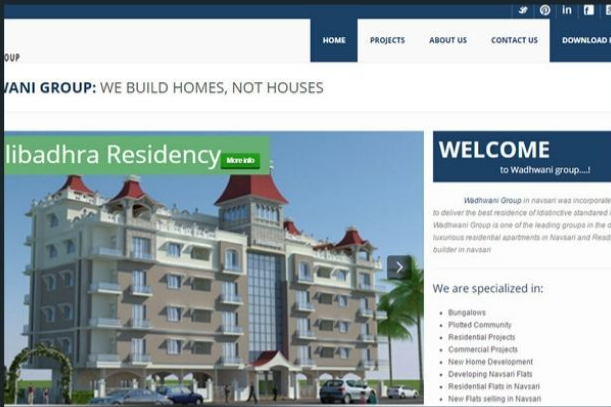 in f
HOME PROJECTS ABOUT US CONTACT US DOWNLOAD
OUP
WANI GROUP: WE BUILD HOMES, NOT HOUSES
libadhra Residency More info
WELCOME
to Wadhwani group....!
Wadhwani Group in navsari was incorporate
to deliver the best residence of Idistinctive standared
Wadhwani Group is one of the leading groups in the
luxurious residential apartments in Navsari and Resid
builder in navsari
We are specialized in:
Bungalows
Plotted Community
Residential Projects
Commercial Projects
New Home Development
Developing Navsari Flats
Residential Flats in Navsari
New Flats selling in Navsari